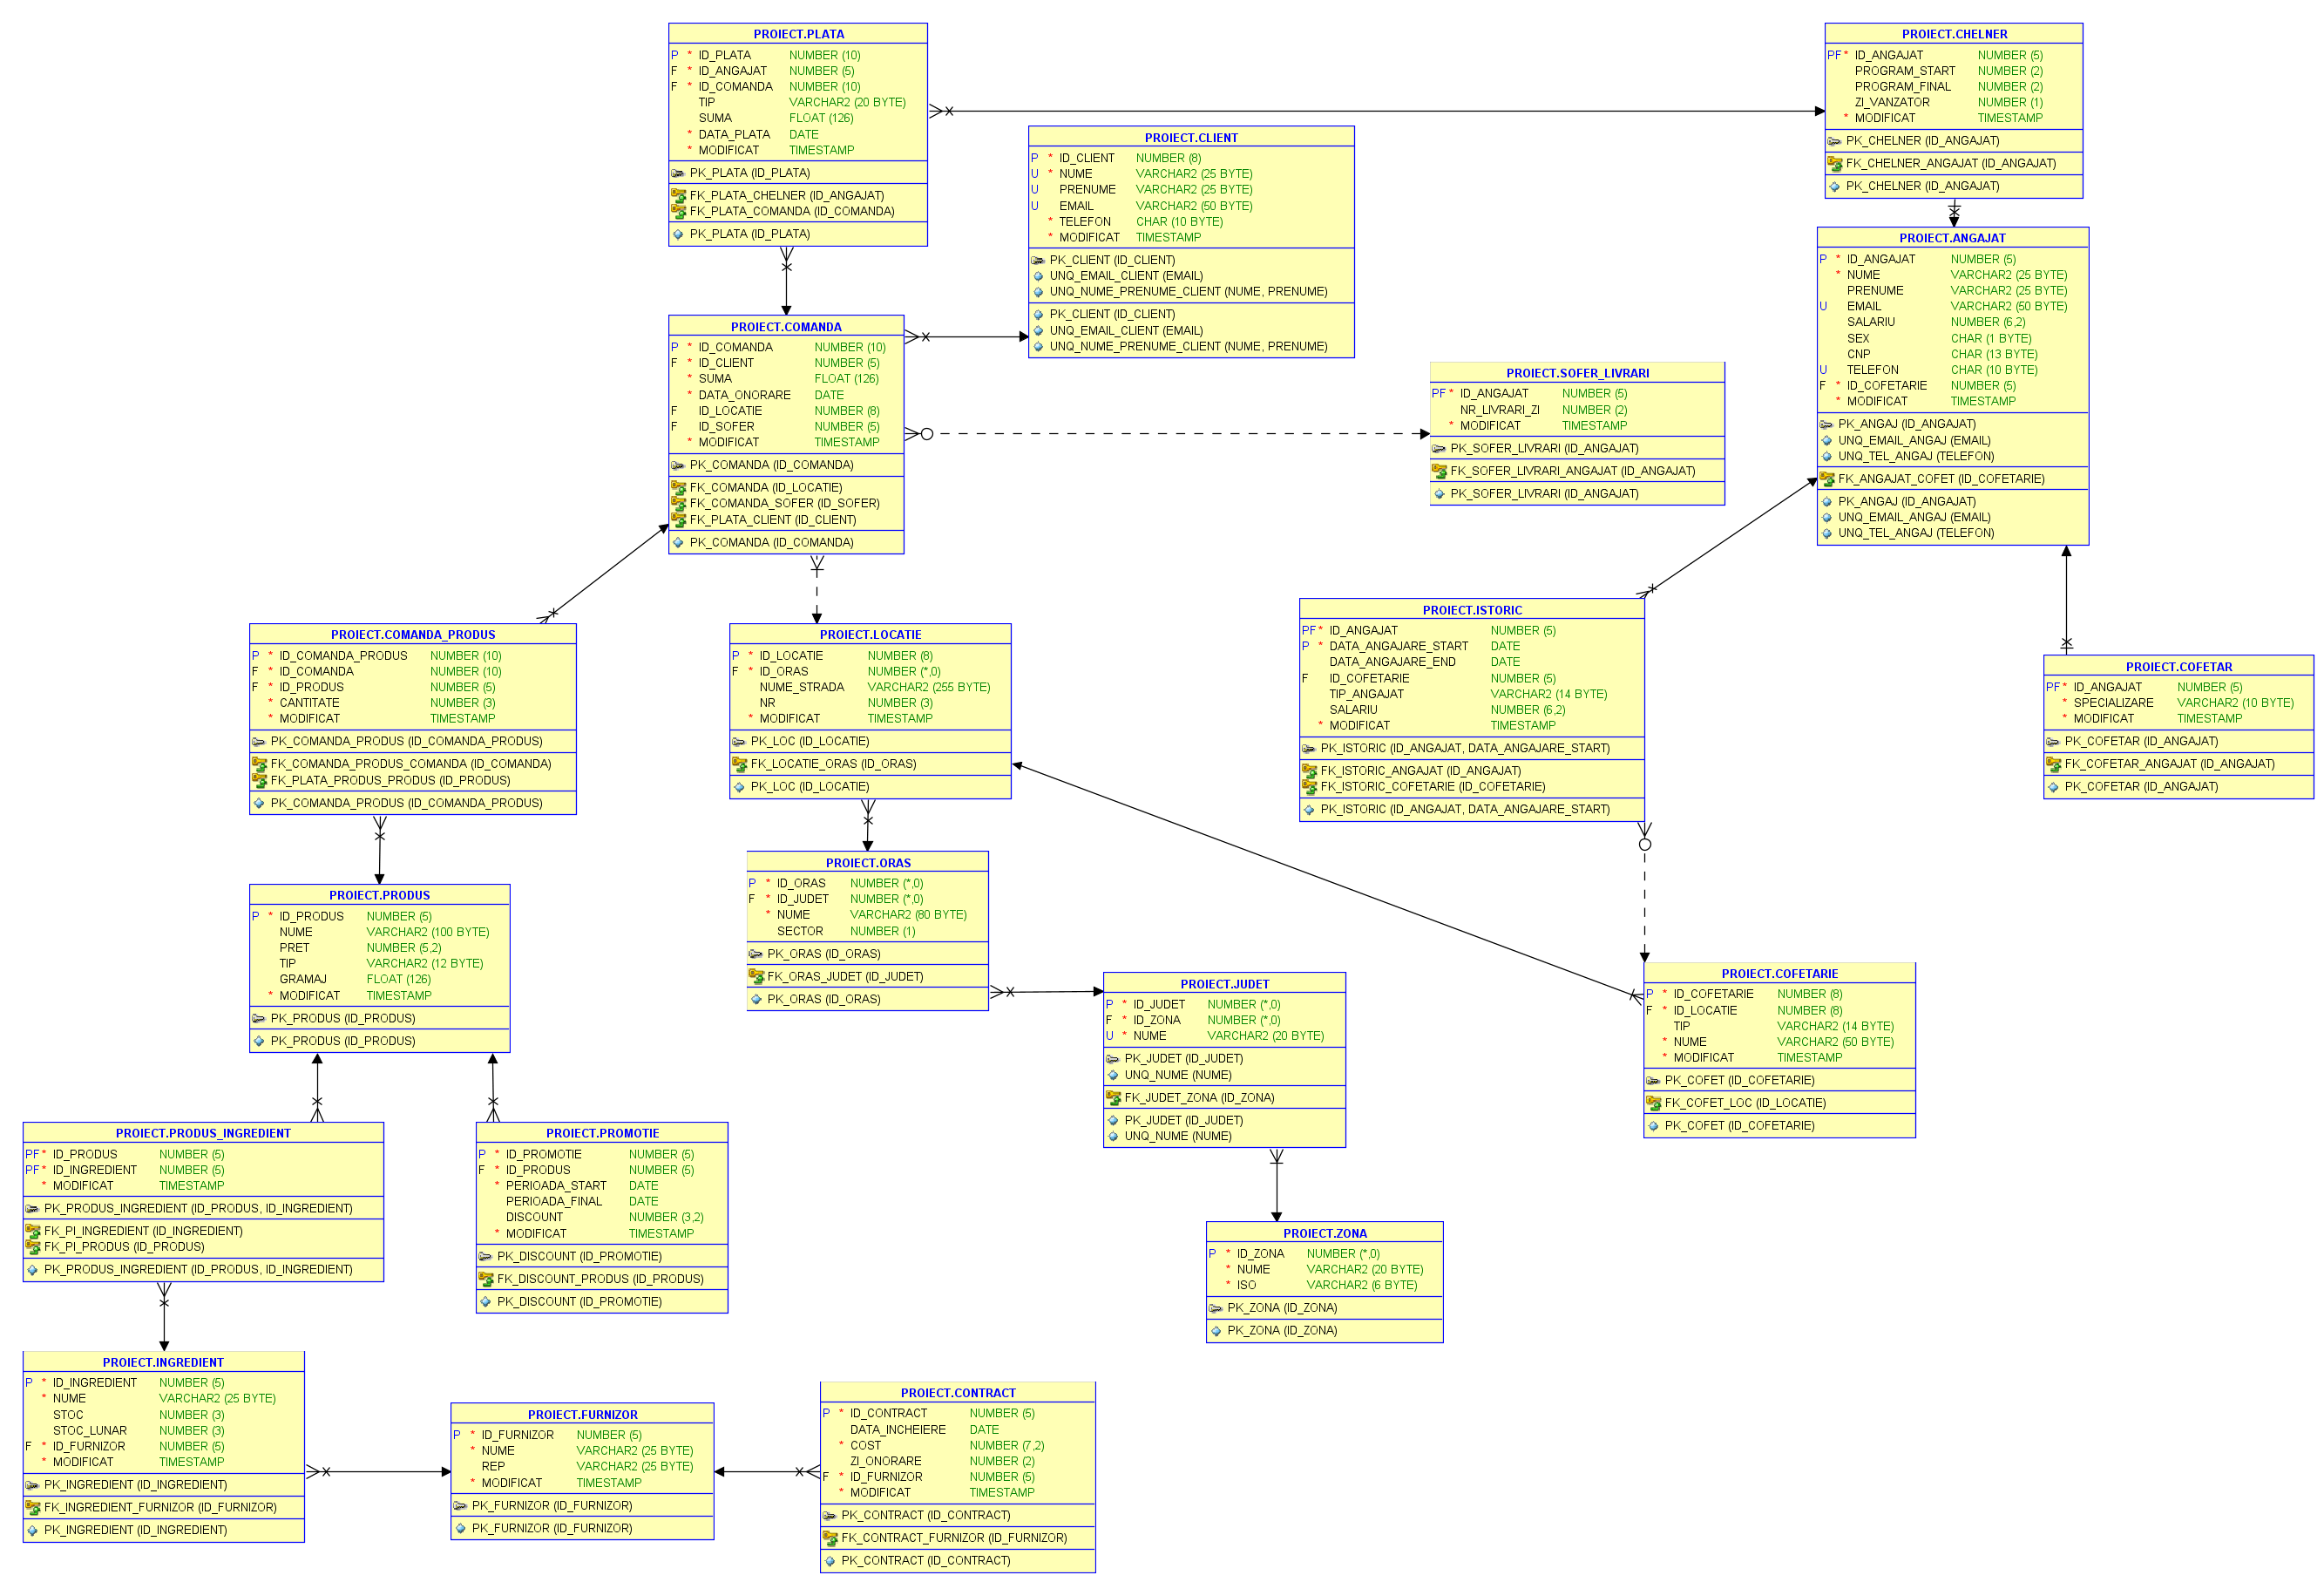 PROIECT.PLATA
P * ID_PLATA NUMBER (10)
F * ID_ANGAJAT NUMBER (5)
F * ID_COMANDA NUMBER (10)
TIP VARCHAR2 (20 BYTE)
SUMA FLOAT (126)
* DATA_PLATA DATE
* MODIFICAT TIMESTAMP
PK_PLATA (ID_PLATA)
FK_PLATA_CHELNER (ID_ANGAJAT)
FK_PLATA_COMANDA (ID_COMANDA)
PK_PLATA (ID_PLATA)
PROIECT.CHELNER
PF * ID_ANGAJAT NUMBER (5)
PROGRAM_START NUMBER (2)
PROGRAM_FINAL NUMBER (2)
ZI_VANZATOR NUMBER (1)
* MODIFICAT TIMESTAMP
PK_CHELNER (ID_ANGAJAT)
FK_CHELNER_ANGAJAT (ID_ANGAJAT)
PK_CHELNER (ID_ANGAJAT)
PROIECT.CLIENT
P * ID_CLIENT NUMBER (8)
U * NUME VARCHAR2 (25 BYTE)
U PRENUME VARCHAR2 (25 BYTE)
U EMAIL VARCHAR2 (50 BYTE)
* TELEFON CHAR (10 BYTE)
* MODIFICAT TIMESTAMP
PK_CLIENT (ID_CLIENT)
UNQ_EMAIL_CLIENT (EMAIL)
UNQ_NUME_PRENUME_CLIENT (NUME, PRENUME)
PK_CLIENT (ID_CLIENT)
UNQ_EMAIL_CLIENT (EMAIL)
UNQ_NUME_PRENUME_CLIENT (NUME, PRENUME)
PROIECT.ANGAJAT
P * ID_ANGAJAT NUMBER (5)
* NUME VARCHAR2 (25 BYTE)
PRENUME VARCHAR2 (25 BYTE)
U EMAIL VARCHAR2 (50 BYTE)
SALARIU NUMBER (6,2)
SEX CHAR (1 BYTE)
CNP CHAR (13 BYTE)
U TELEFON CHAR (10 BYTE)
F * ID_COFETARIE NUMBER (5)
* MODIFICAT TIMESTAMP
PK_ANGAJ (ID_ANGAJAT)
UNQ_EMAIL_ANGAJ (EMAIL)
UNQ_TEL_ANGAJ (TELEFON)
FK_ANGAJAT_COFET (ID_COFETARIE)
PK_ANGAJ (ID_ANGAJAT)
UNQ_EMAIL_ANGAJ (EMAIL)
UNQ_TEL_ANGAJ (TELEFON)
PROIECT.COMANDA
P * ID_COMANDA NUMBER (10)
F * ID_CLIENT NUMBER (5)
* SUMA FLOAT (126)
* DATA_ONORARE DATE
F ID_LOCATIE NUMBER (8)
F ID_SOFER NUMBER (5)
* MODIFICAT TIMESTAMP
PK_COMANDA (ID_COMANDA)
FK_COMANDA (ID_LOCATIE)
FK_COMANDA_SOFER (ID_SOFER)
FK_PLATA_CLIENT (ID_CLIENT)
PK_COMANDA (ID_COMANDA)
PROIECT.SOFER_LIVRARI
PF * ID_ANGAJAT NUMBER (5)
NR_LIVRARI_ZI NUMBER (2)
* MODIFICAT TIMESTAMP
PK_SOFER_LIVRARI (ID_ANGAJAT)
FK_SOFER_LIVRARI_ANGAJAT (ID_ANGAJAT)
PK_SOFER_LIVRARI (ID_ANGAJAT)
PROIECT.ISTORIC
PF * ID_ANGAJAT NUMBER (5)
P * DATA_ANGAJARE_START DATE
DATA_ANGAJARE_END DATE
F ID_COFETARIE NUMBER (5)
TIP_ANGAJAT VARCHAR2 (14 BYTE)
SALARIU NUMBER (6,2)
* MODIFICAT TIMESTAMP
PK_ISTORIC (ID_ANGAJAT, DATA_ANGAJARE_START)
FK_ISTORIC_ANGAJAT (ID_ANGAJAT)
FK_ISTORIC_COFETARIE (ID_COFETARIE)
PK_ISTORIC (ID_ANGAJAT, DATA_ANGAJARE_START)
PROIECT.COMANDA_PRODUS
P * ID_COMANDA_PRODUS NUMBER (10)
F * ID_COMANDA NUMBER (10)
F * ID_PRODUS NUMBER (5)
* CANTITATE NUMBER (3)
* MODIFICAT TIMESTAMP
PK_COMANDA_PRODUS (ID_COMANDA_PRODUS)
FK_COMANDA_PRODUS_COMANDA (ID_COMANDA)
FK_PLATA_PRODUS_PRODUS (ID_PRODUS)
PK_COMANDA_PRODUS (ID_COMANDA_PRODUS)
PROIECT.LOCATIE
P * ID_LOCATIE NUMBER (8)
F * ID_ORAS NUMBER (*,0)
NUME_STRADA VARCHAR2 (255 BYTE)
NR NUMBER (3)
* MODIFICAT TIMESTAMP
PK_LOC (ID_LOCATIE)
FK_LOCATIE_ORAS (ID_ORAS)
PK_LOC (ID_LOCATIE)
PROIECT.COFETAR
PF * ID_ANGAJAT NUMBER (5)
* SPECIALIZARE VARCHAR2 (10 BYTE)
* MODIFICAT TIMESTAMP
PK_COFETAR (ID_ANGAJAT)
FK_COFETAR_ANGAJAT (ID_ANGAJAT)
PK_COFETAR (ID_ANGAJAT)
PROIECT.ORAS
P * ID_ORAS NUMBER (*,0)
F * ID_JUDET NUMBER (*,0)
* NUME VARCHAR2 (80 BYTE)
SECTOR NUMBER (1)
PK_ORAS (ID_ORAS)
FK_ORAS_JUDET (ID_JUDET)
PK_ORAS (ID_ORAS)
PROIECT.PRODUS
P * ID_PRODUS NUMBER (5)
NUME VARCHAR2 (100 BYTE)
PRET NUMBER (5,2)
TIP VARCHAR2 (12 BYTE)
GRAMAJ FLOAT (126)
* MODIFICAT TIMESTAMP
PK_PRODUS (ID_PRODUS)
PK_PRODUS (ID_PRODUS)
PROIECT.JUDET
P * ID_JUDET NUMBER (*,0)
F * ID_ZONA NUMBER (*,0)
U * NUME VARCHAR2 (20 BYTE)
PK_JUDET (ID_JUDET)
UNQ_NUME (NUME)
FK_JUDET_ZONA (ID_ZONA)
PK_JUDET (ID_JUDET)
UNQ_NUME (NUME)
PROIECT.COFETARIE
P * ID_COFETARIE NUMBER (8)
F * ID_LOCATIE NUMBER (8)
TIP VARCHAR2 (14 BYTE)
* NUME VARCHAR2 (50 BYTE)
* MODIFICAT TIMESTAMP
PK_COFET (ID_COFETARIE)
FK_COFET_LOC (ID_LOCATIE)
PK_COFET (ID_COFETARIE)
PROIECT.PRODUS_INGREDIENT
PF * ID_PRODUS NUMBER (5)
PF * ID_INGREDIENT NUMBER (5)
* MODIFICAT TIMESTAMP
PK_PRODUS_INGREDIENT (ID_PRODUS, ID_INGREDIENT)
FK_PI_INGREDIENT (ID_INGREDIENT)
FK_PI_PRODUS (ID_PRODUS)
PK_PRODUS_INGREDIENT (ID_PRODUS, ID_INGREDIENT)
PROIECT.PROMOTIE
P * ID_PROMOTIE NUMBER (5)
F * ID_PRODUS NUMBER (5)
* PERIOADA_START DATE
PERIOADA_FINAL DATE
DISCOUNT NUMBER (3,2)
* MODIFICAT TIMESTAMP
PK_DISCOUNT (ID_PROMOTIE)
FK_DISCOUNT_PRODUS (ID_PRODUS)
PK_DISCOUNT (ID_PROMOTIE)
PROIECT.ZONA
P * ID_ZONA NUMBER (*,0)
* NUME VARCHAR2 (20 BYTE)
* ISO VARCHAR2 (6 BYTE)
PK_ZONA (ID_ZONA)
PK_ZONA (ID_ZONA)
PROIECT.INGREDIENT
P * ID_INGREDIENT NUMBER (5)
* NUME VARCHAR2 (25 BYTE)
STOC NUMBER (3)
STOC_LUNAR NUMBER (3)
F * ID_FURNIZOR NUMBER (5)
* MODIFICAT TIMESTAMP
PK_INGREDIENT (ID_INGREDIENT)
FK_INGREDIENT_FURNIZOR (ID_FURNIZOR)
PK_INGREDIENT (ID_INGREDIENT)
PROIECT.FURNIZOR
P * ID_FURNIZOR NUMBER (5)
* NUME VARCHAR2 (25 BYTE)
REP VARCHAR2 (25 BYTE)
* MODIFICAT TIMESTAMP
PK_FURNIZOR (ID_FURNIZOR)
PK_FURNIZOR (ID_FURNIZOR)
PROIECT.CONTRACT
P * ID_CONTRACT NUMBER (5)
DATA_INCHEIERE DATE
* COST NUMBER (7,2)
ZI_ONORARE NUMBER (2)
F * ID_FURNIZOR NUMBER (5)
* MODIFICAT TIMESTAMP
PK_CONTRACT (ID_CONTRACT)
FK_CONTRACT_FURNIZOR (ID_FURNIZOR)
PK_CONTRACT (ID_CONTRACT)